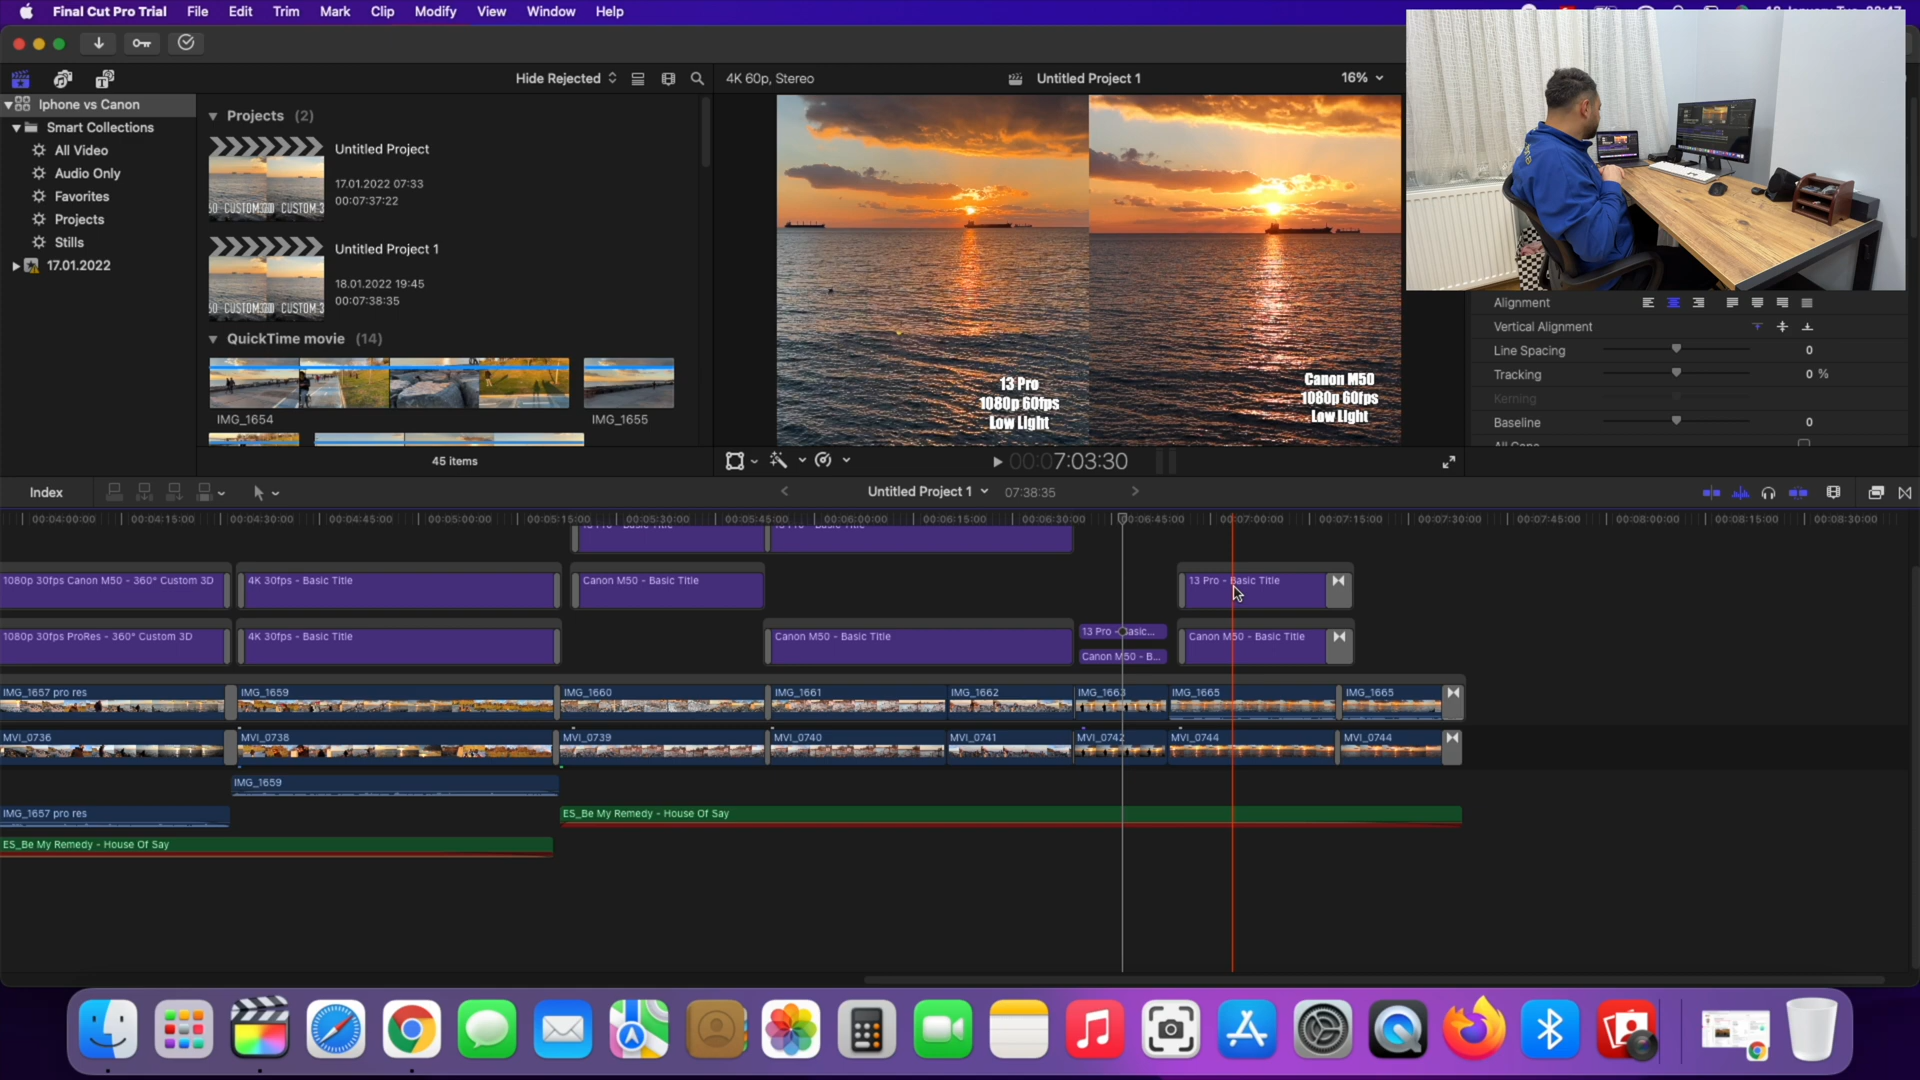 Final Cut Pro Trial File Edit Trim Mark Clip Modify View Window Help
Hide Rejected
4K 60p, Stereo
Untitled Project 1
16%
Iphone vs Canon
Smart Collections
All Video
Audio Only
Favorites
Projects
Stills
17.01.2022
Projects (2)
Untitled Project
17.01.2022 07:33
00:07:37:22
Untitled Project 1
18.01.2022 19:45
00:07:38:35
QuickTime movie (14)
IMG_1654
IMG_1655
45 items
13 Pro
1080p 60fps
Low Light
Canon M50
1080p 60fps
Low Light
00:07:03:30
Alignment
Vertical Alignment
Line Spacing 0
Tracking 0 %
Kerning
Baseline 0
Index
Untitled Project 1
07:38:35
00:04:00:00 00:04:15:00 00:04:30:00 00:04:45:00 00:05:00:00 00:05:15:00 00:05:30:00 00:05:45:00 00:06:00:00 00:06:15:00 00:06:30:00 00:06:45:00 00:07:00:00 00:07:15:00 00:07:30:00 00:07:45:00 00:08:00:00 00:08:15:00 00:08:30:00
1080p 30fps Canon M50 - 360° Custom 3D
4K 30fps - Basic Title
Canon M50 - Basic Title
13 Pro - Basic Title
1080p 30fps ProRes - 360° Custom 3D
4K 30fps - Basic Title
Canon M50 - Basic Title
13 Pro - Basic...
Canon M50 - B...
Canon M50 - Basic Title
IMG_1657 pro res
IMG_1659
IMG_1660
IMG_1661
IMG_1662
IMG_1663
IMG_1665
IMG_1665
MVI_0736
MVI_0738
MVI_0739
MVI_0740
MVI_0741
MVI_0742
MVI_0744
MVI_0744
IMG_1659
IMG_1657 pro res
ES_Be My Remedy - House Of Say
ES_Be My Remedy - House Of Say